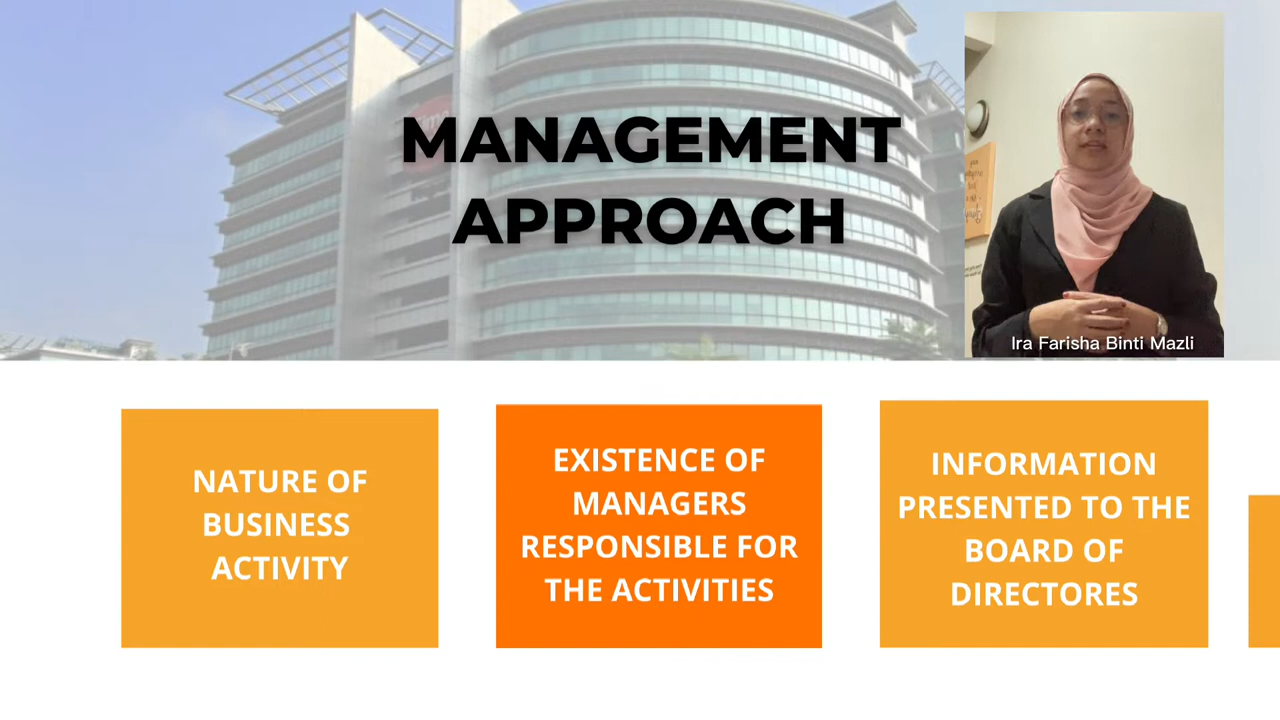 MANAGEMENT
APPROACH
Ira Farisha Binti Mazli
NATURE OF
BUSINESS
ACTIVITY
EXISTENCE OF
MANAGERS
RESPONSIBLE FOR
THE ACTIVITIES
INFORMATION
PRESENTED TO THE
BOARD OF
DIRECTORES